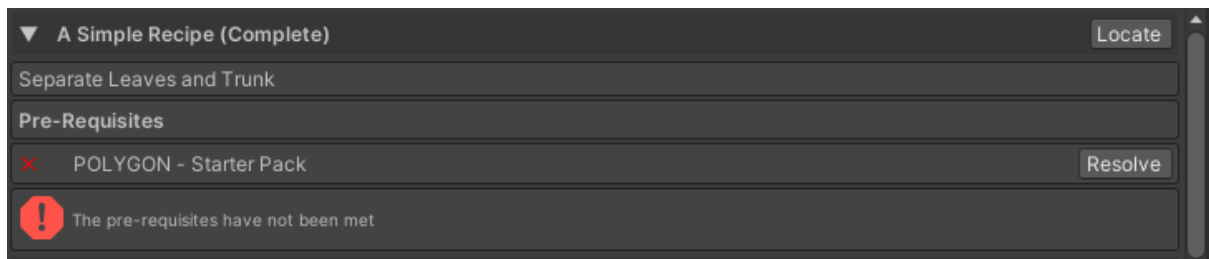 A Simple Recipe (Complete) Locate
Separate Leaves and Trunk
Pre-Requisites
POLYGON - Starter Pack Resolve
The pre-requisites have not been met